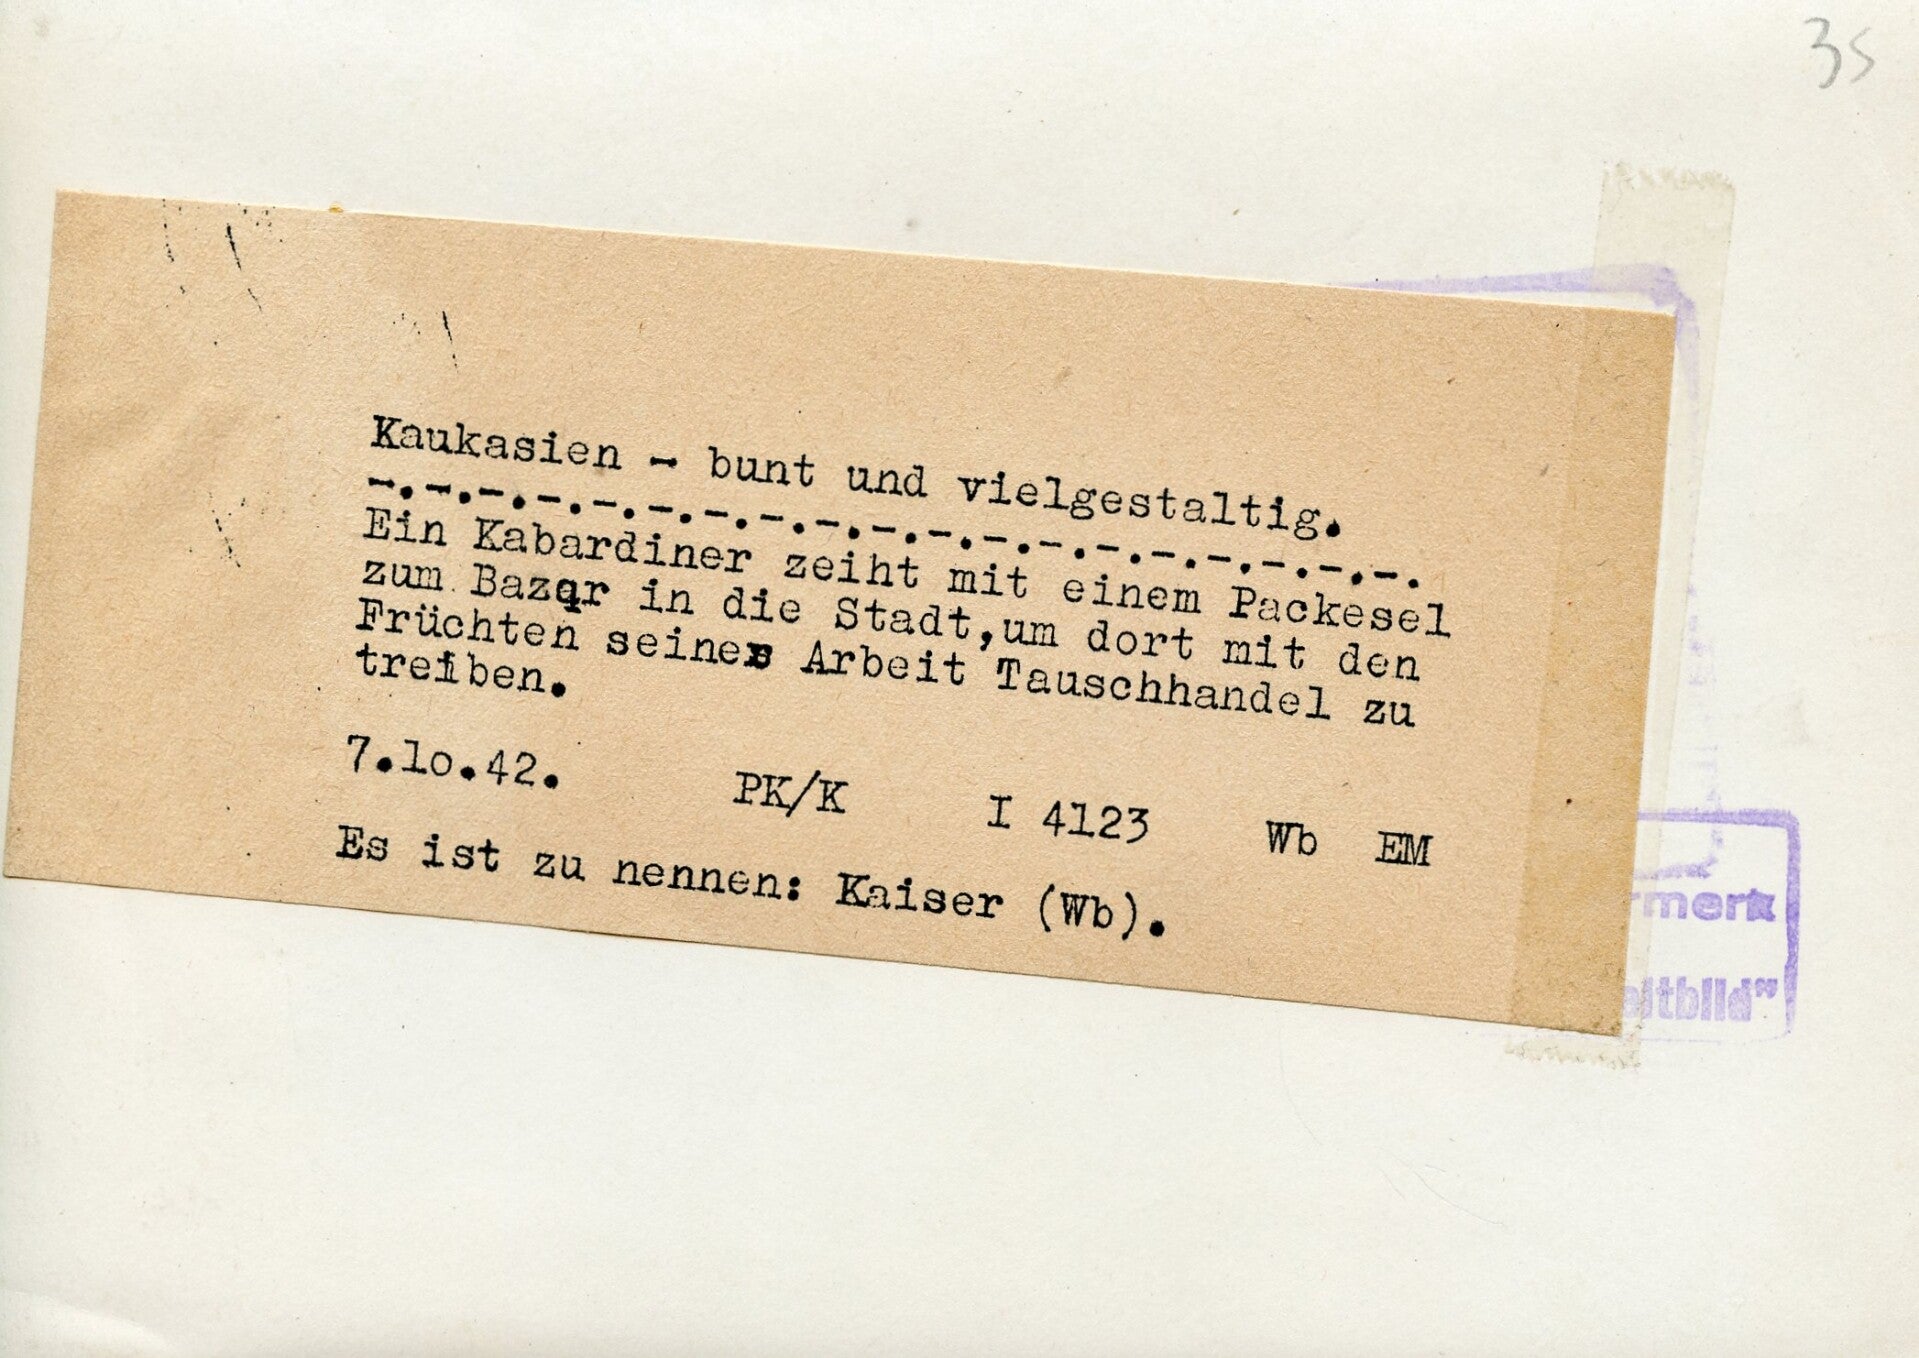 35
Kaukasien - bunt und vielgestaltig.
-.-.-.-.-.-.-.-.-.-.-.-.-.-.-.-.-.-.-.
Ein Kabardiner zeiht mit einem Packesel
zum Bazar in die Stadt,um dort mit den
Früchten seiner Arbeit Tauschhandel zu
treiben.
7.lo.42. PK/K I 4123 Wb EM
Es ist zu nennen: Kaiser (Wb).
rmerk
eltbild"